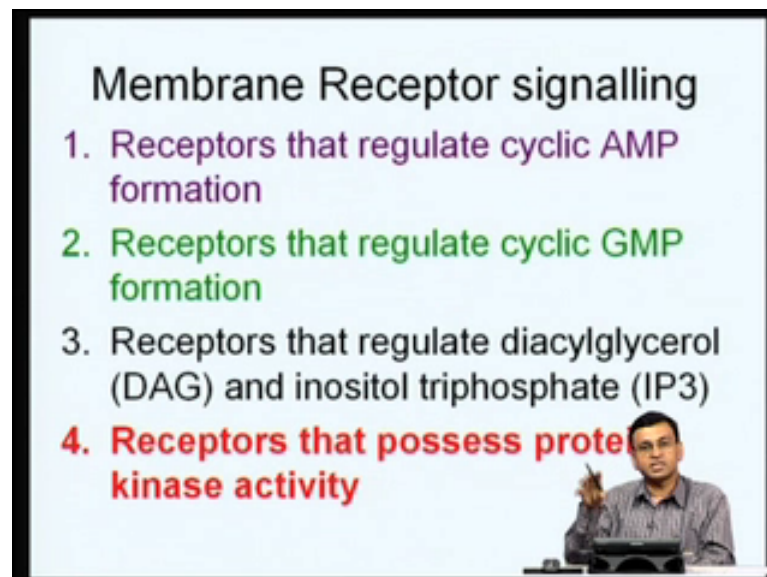 Membrane Receptor signalling
1. Receptors that regulate cyclic AMP
formation
2. Receptors that regulate cyclic GMP
formation
3. Receptors that regulate diacylglycerol
(DAG) and inositol triphosphate (IP3)
4. Receptors that possess protei
kinase activity